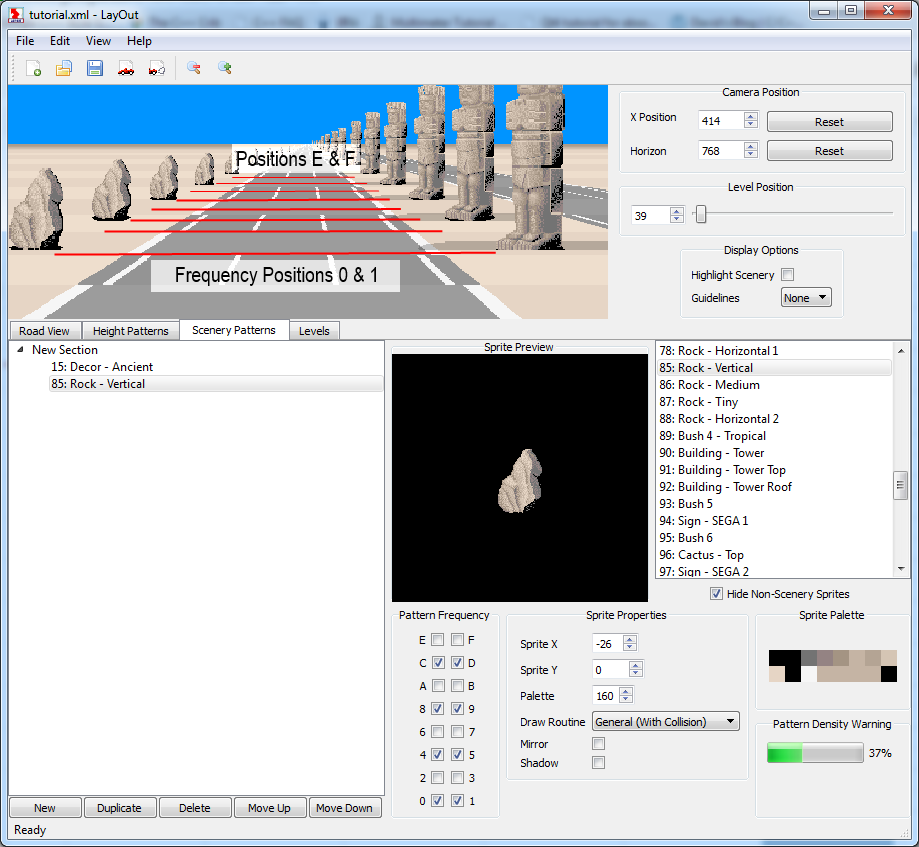 tutorial.xml - LayOut
File Edit View Help
Positions E & F
Frequency Positions 0 & 1
Camera Position
X Position 414 Reset
Horizon 768 Reset
Level Position
39
Display Options
Highlight Scenery
Guidelines None
Road View Height Patterns Scenery Patterns Levels
New Section
15: Decor - Ancient
85: Rock - Vertical
Sprite Preview
78: Rock - Horizontal 1
85: Rock - Vertical
86: Rock - Medium
87: Rock - Tiny
88: Rock - Horizontal 2
89: Bush 4 - Tropical
90: Building - Tower
91: Building - Tower Top
92: Building - Tower Roof
93: Bush 5
94: Sign - SEGA 1
95: Bush 6
96: Cactus - Top
97: Sign - SEGA 2
Hide Non-Scenery Sprites
Pattern Frequency
E F
C D
A B
8 9
6 7
4 5
2 3
0 1
Sprite Properties
Sprite X -26
Sprite Y 0
Palette 160
Draw Routine General (With Collision)
Mirror
Shadow
Sprite Palette
Pattern Density Warning
37%
New Duplicate Delete Move Up Move Down
Ready